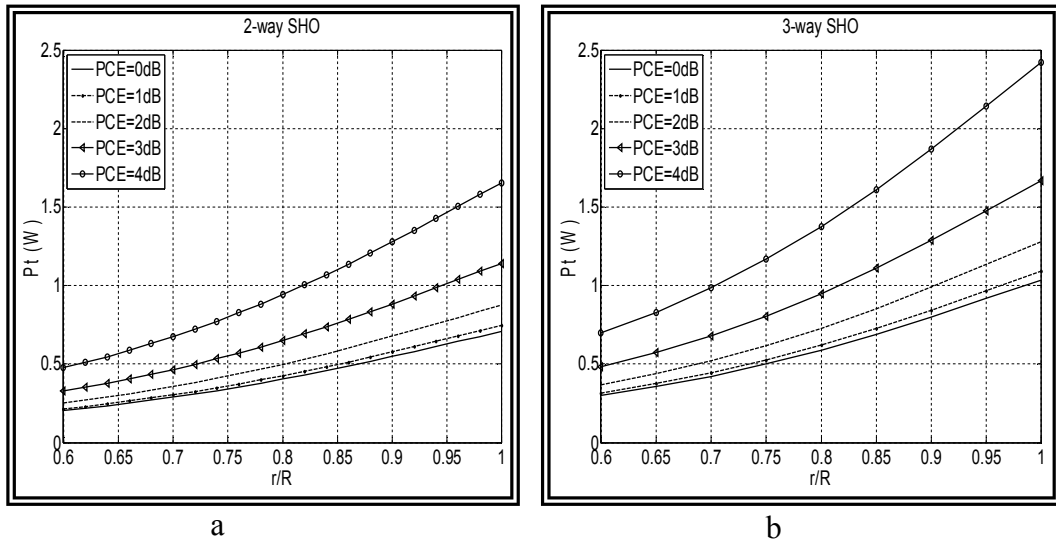 2-way SHO
2.5
2
1.5
1
0.5
0
PCE=0dB
PCE=1dB
PCE=2dB
PCE=3dB
PCE=4dB
Pt (W)
0.6 0.65 0.7 0.75 0.8 0.85 0.9 0.95 1
r/R
a
3-way SHO
2.5
2
1.5
1
0.5
0
PCE=0dB
PCE=1dB
PCE=2dB
PCE=3dB
PCE=4dB
Pt (W)
0.6 0.65 0.7 0.75 0.8 0.85 0.9 0.95 1
r/R
b